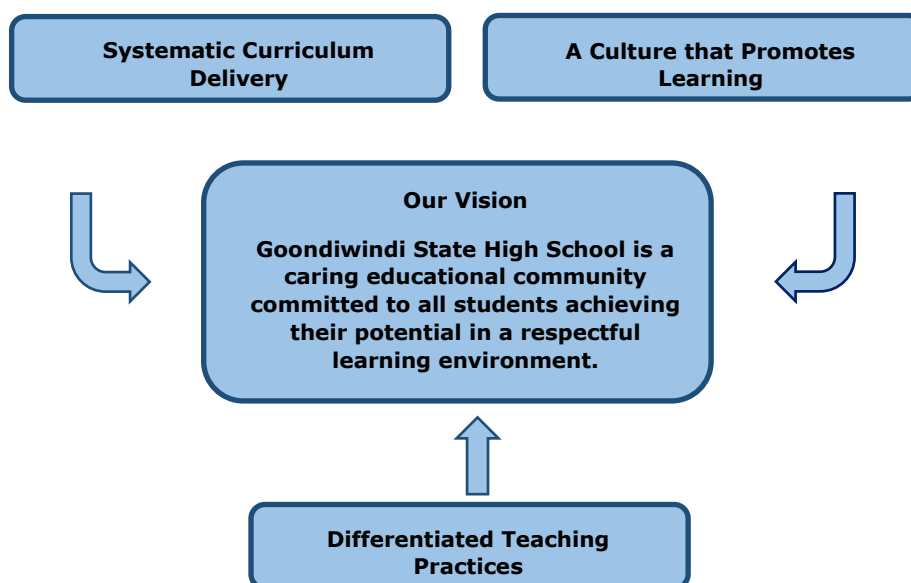 Systematic Curriculum
Delivery
A Culture that Promotes
Learning
Our Vision
Goondiwindi State High School is a
caring educational community
committed to all students achieving
their potential in a respectful
learning environment.
Differentiated Teaching
Practices